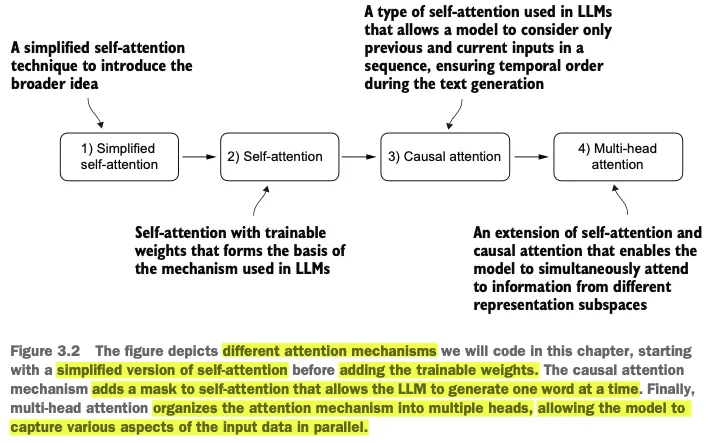 A type of self-attention used in LLMs
that allows a model to consider only
previous and current inputs in a
sequence, ensuring temporal order
during the text generation
A simplified self-attention
technique to introduce the
broader idea
1) Simplified
self-attention
2) Self-attention
3) Causal attention
4) Multi-head
attention
Self-attention with trainable
weights that forms the basis of
the mechanism used in LLMs
An extension of self-attention and
causal attention that enables the
model to simultaneously attend
to information from different
representation subspaces
Figure 3.2 The figure depicts different attention mechanisms we will code in this chapter, starting
with a simplified version of self-attention before adding the trainable weights. The causal attention
mechanism adds a mask to self-attention that allows the LLM to generate one word at a time. Finally,
multi-head attention organizes the attention mechanism into multiple heads, allowing the model to
capture various aspects of the input data in parallel.